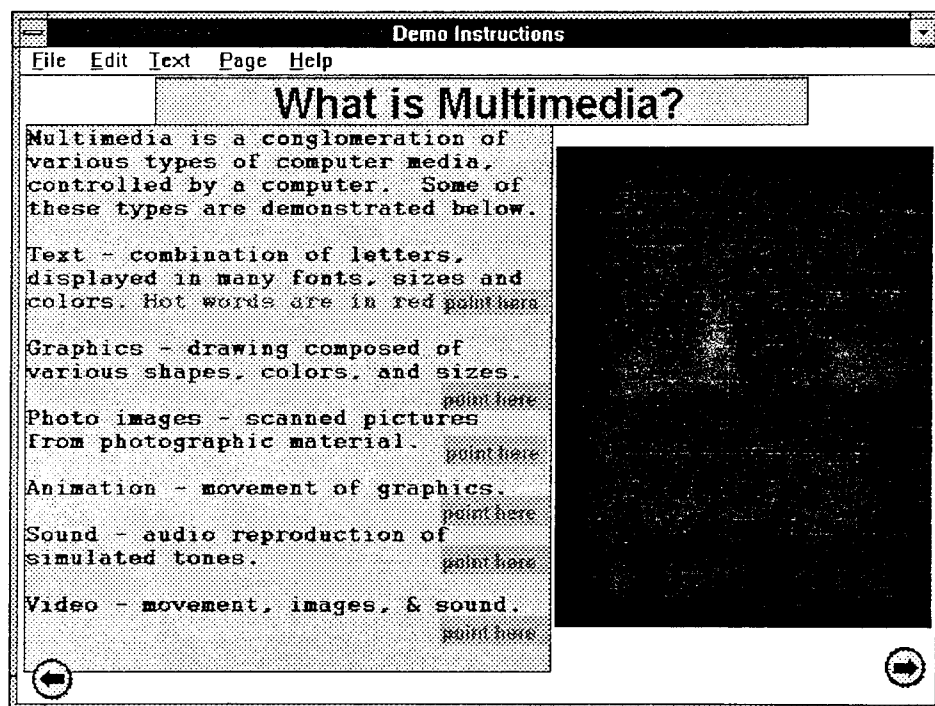 Demo Instructions
File Edit Text Page Help
What is Multimedia?
Multimedia is a conglomeration of
various types of computer media,
controlled by a computer. Some of
these types are demonstrated below.
Text - combination of letters,
displayed in many fonts, sizes and
colors. Hot words are in red point here
Graphics - drawing composed of
various shapes, colors, and sizes.
point here
Photo images - scanned pictures
from photographic material.
point here
Animation - movement of graphics.
point here
Sound - audio reproduction of
simulated tones.
point here
Video - movement, images, & sound.
point here